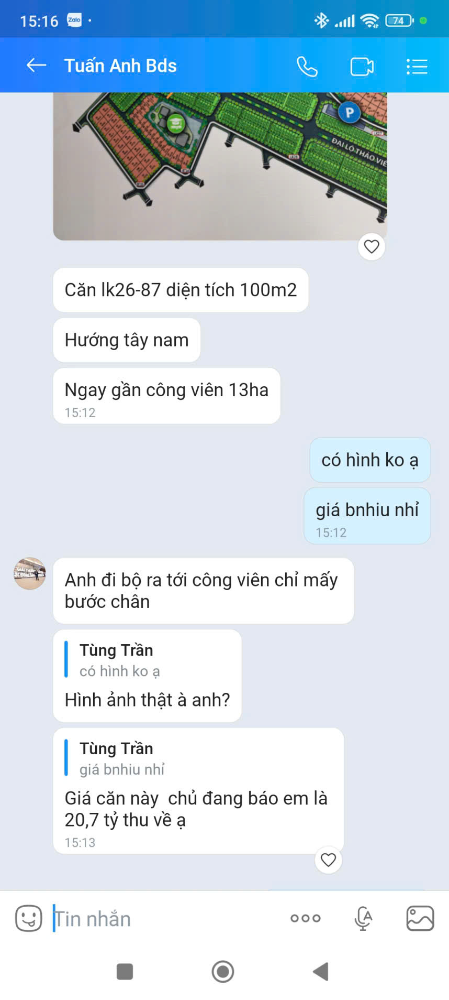 15:16 Zalo
74
Tuấn Anh Bds
P
ĐẠI LỘ THẢO VIÊ
Căn lk26-87 diện tích 100m2
Hướng tây nam
Ngay gần công viên 13ha
15:12
có hình ko ạ
giá bnhiu nhỉ
15:12
Anh đi bộ ra tới công viên chỉ mấy
bước chân
Tùng Trần
có hình ko ạ
Hình ảnh thật à anh?
Tùng Trần
giá bnhiu nhỉ
Giá căn này chủ đang báo em là
20,7 tỷ thu về ạ
15:13
Tin nhắn